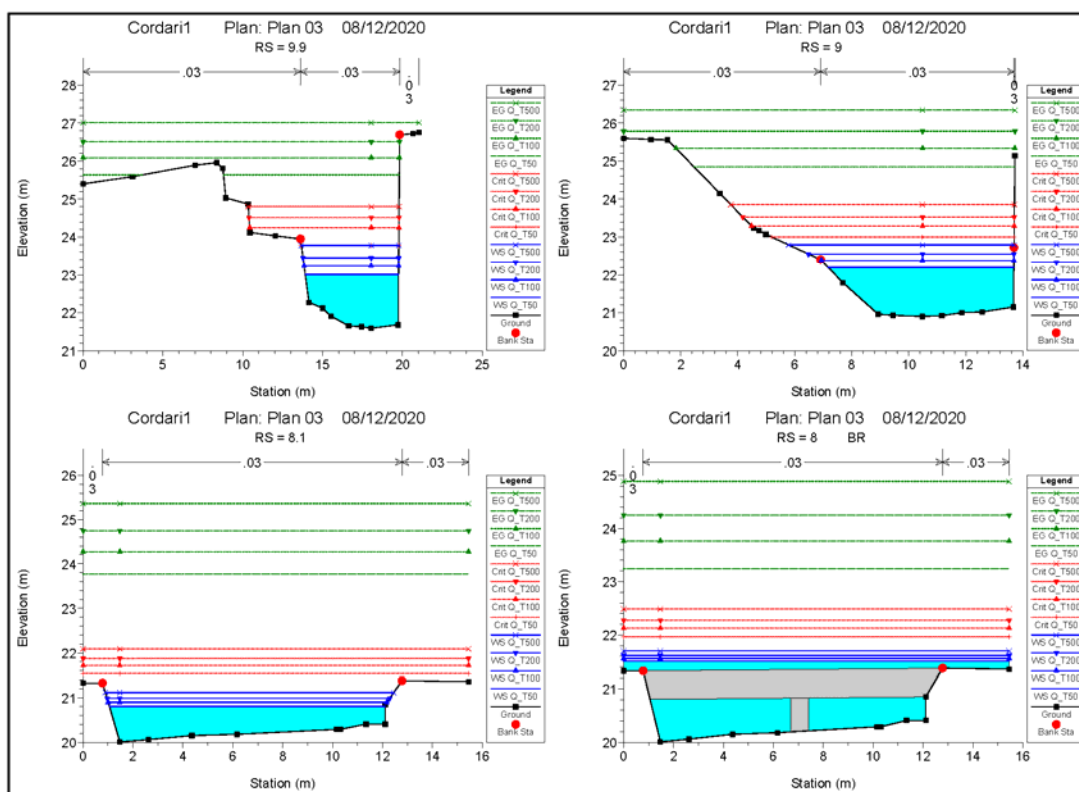 Cordari1 Plan: Plan 03 08/12/2020
RS = 9.9
.03 .03 .03
Elevation (m)
28
27
26
25
24
23
22
21
0 5 10 15 20 25
Station (m)
Legend
EG Q_T500
EG Q_T200
EG Q_T100
EG Q_T50
Crit Q_T500
Crit Q_T200
Crit Q_T100
Crit Q_T50
WS Q_T500
WS Q_T200
WS Q_T100
WS Q_T50
Ground
Bank Sta
Cordari1 Plan: Plan 03 08/12/2020
RS = 9
.03 .03 .03
Elevation (m)
27
26
25
24
23
22
21
20
0 2 4 6 8 10 12 14
Station (m)
Legend
EG Q_T500
EG Q_T200
EG Q_T100
EG Q_T50
Crit Q_T500
Crit Q_T200
Crit Q_T100
Crit Q_T50
WS Q_T500
WS Q_T200
WS Q_T100
WS Q_T50
Ground
Bank Sta
Cordari1 Plan: Plan 03 08/12/2020
RS = 8.1
.03 .03 .03
Elevation (m)
26
25
24
23
22
21
20
0 2 4 6 8 10 12 14 16
Station (m)
Legend
EG Q_T500
EG Q_T200
EG Q_T100
EG Q_T50
Crit Q_T500
Crit Q_T200
Crit Q_T100
Crit Q_T50
WS Q_T500
WS Q_T200
WS Q_T100
WS Q_T50
Ground
Bank Sta
Cordari1 Plan: Plan 03 08/12/2020
RS = 8 BR
.03 .03 .03
Elevation (m)
25
24
23
22
21
20
0 2 4 6 8 10 12 14 16
Station (m)
Legend
EG Q_T500
EG Q_T200
EG Q_T100
EG Q_T50
Crit Q_T500
Crit Q_T200
Crit Q_T100
Crit Q_T50
WS Q_T500
WS Q_T200
WS Q_T100
WS Q_T50
Ground
Bank Sta